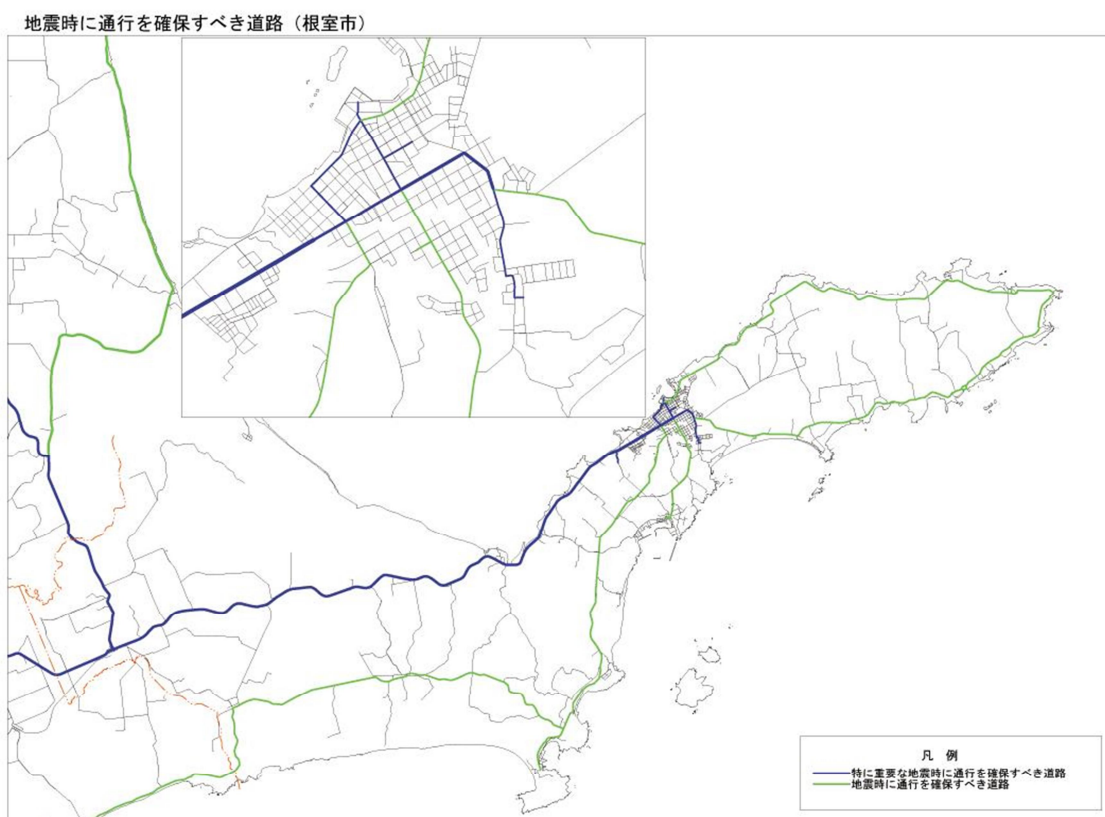 地震時に通行を確保すべき道路（根室市）
凡 例
特に重要な地震時に通行を確保すべき道路
地震時に通行を確保すべき道路